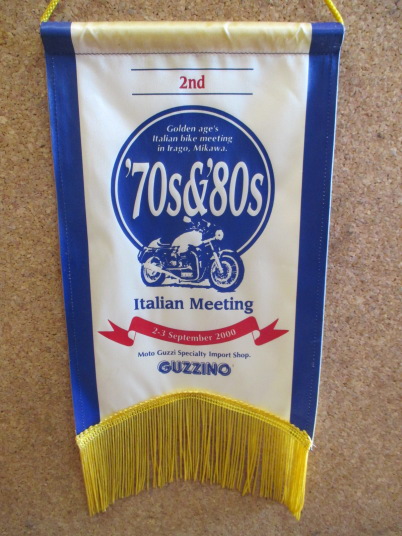 2nd
Golden age's
Italian bike meeting
in Irago, Mikawa.
'70s&'80s
Italian Meeting
2-3 September 2000
Moto Guzzi Specialty Import Shop.
GUZZINO